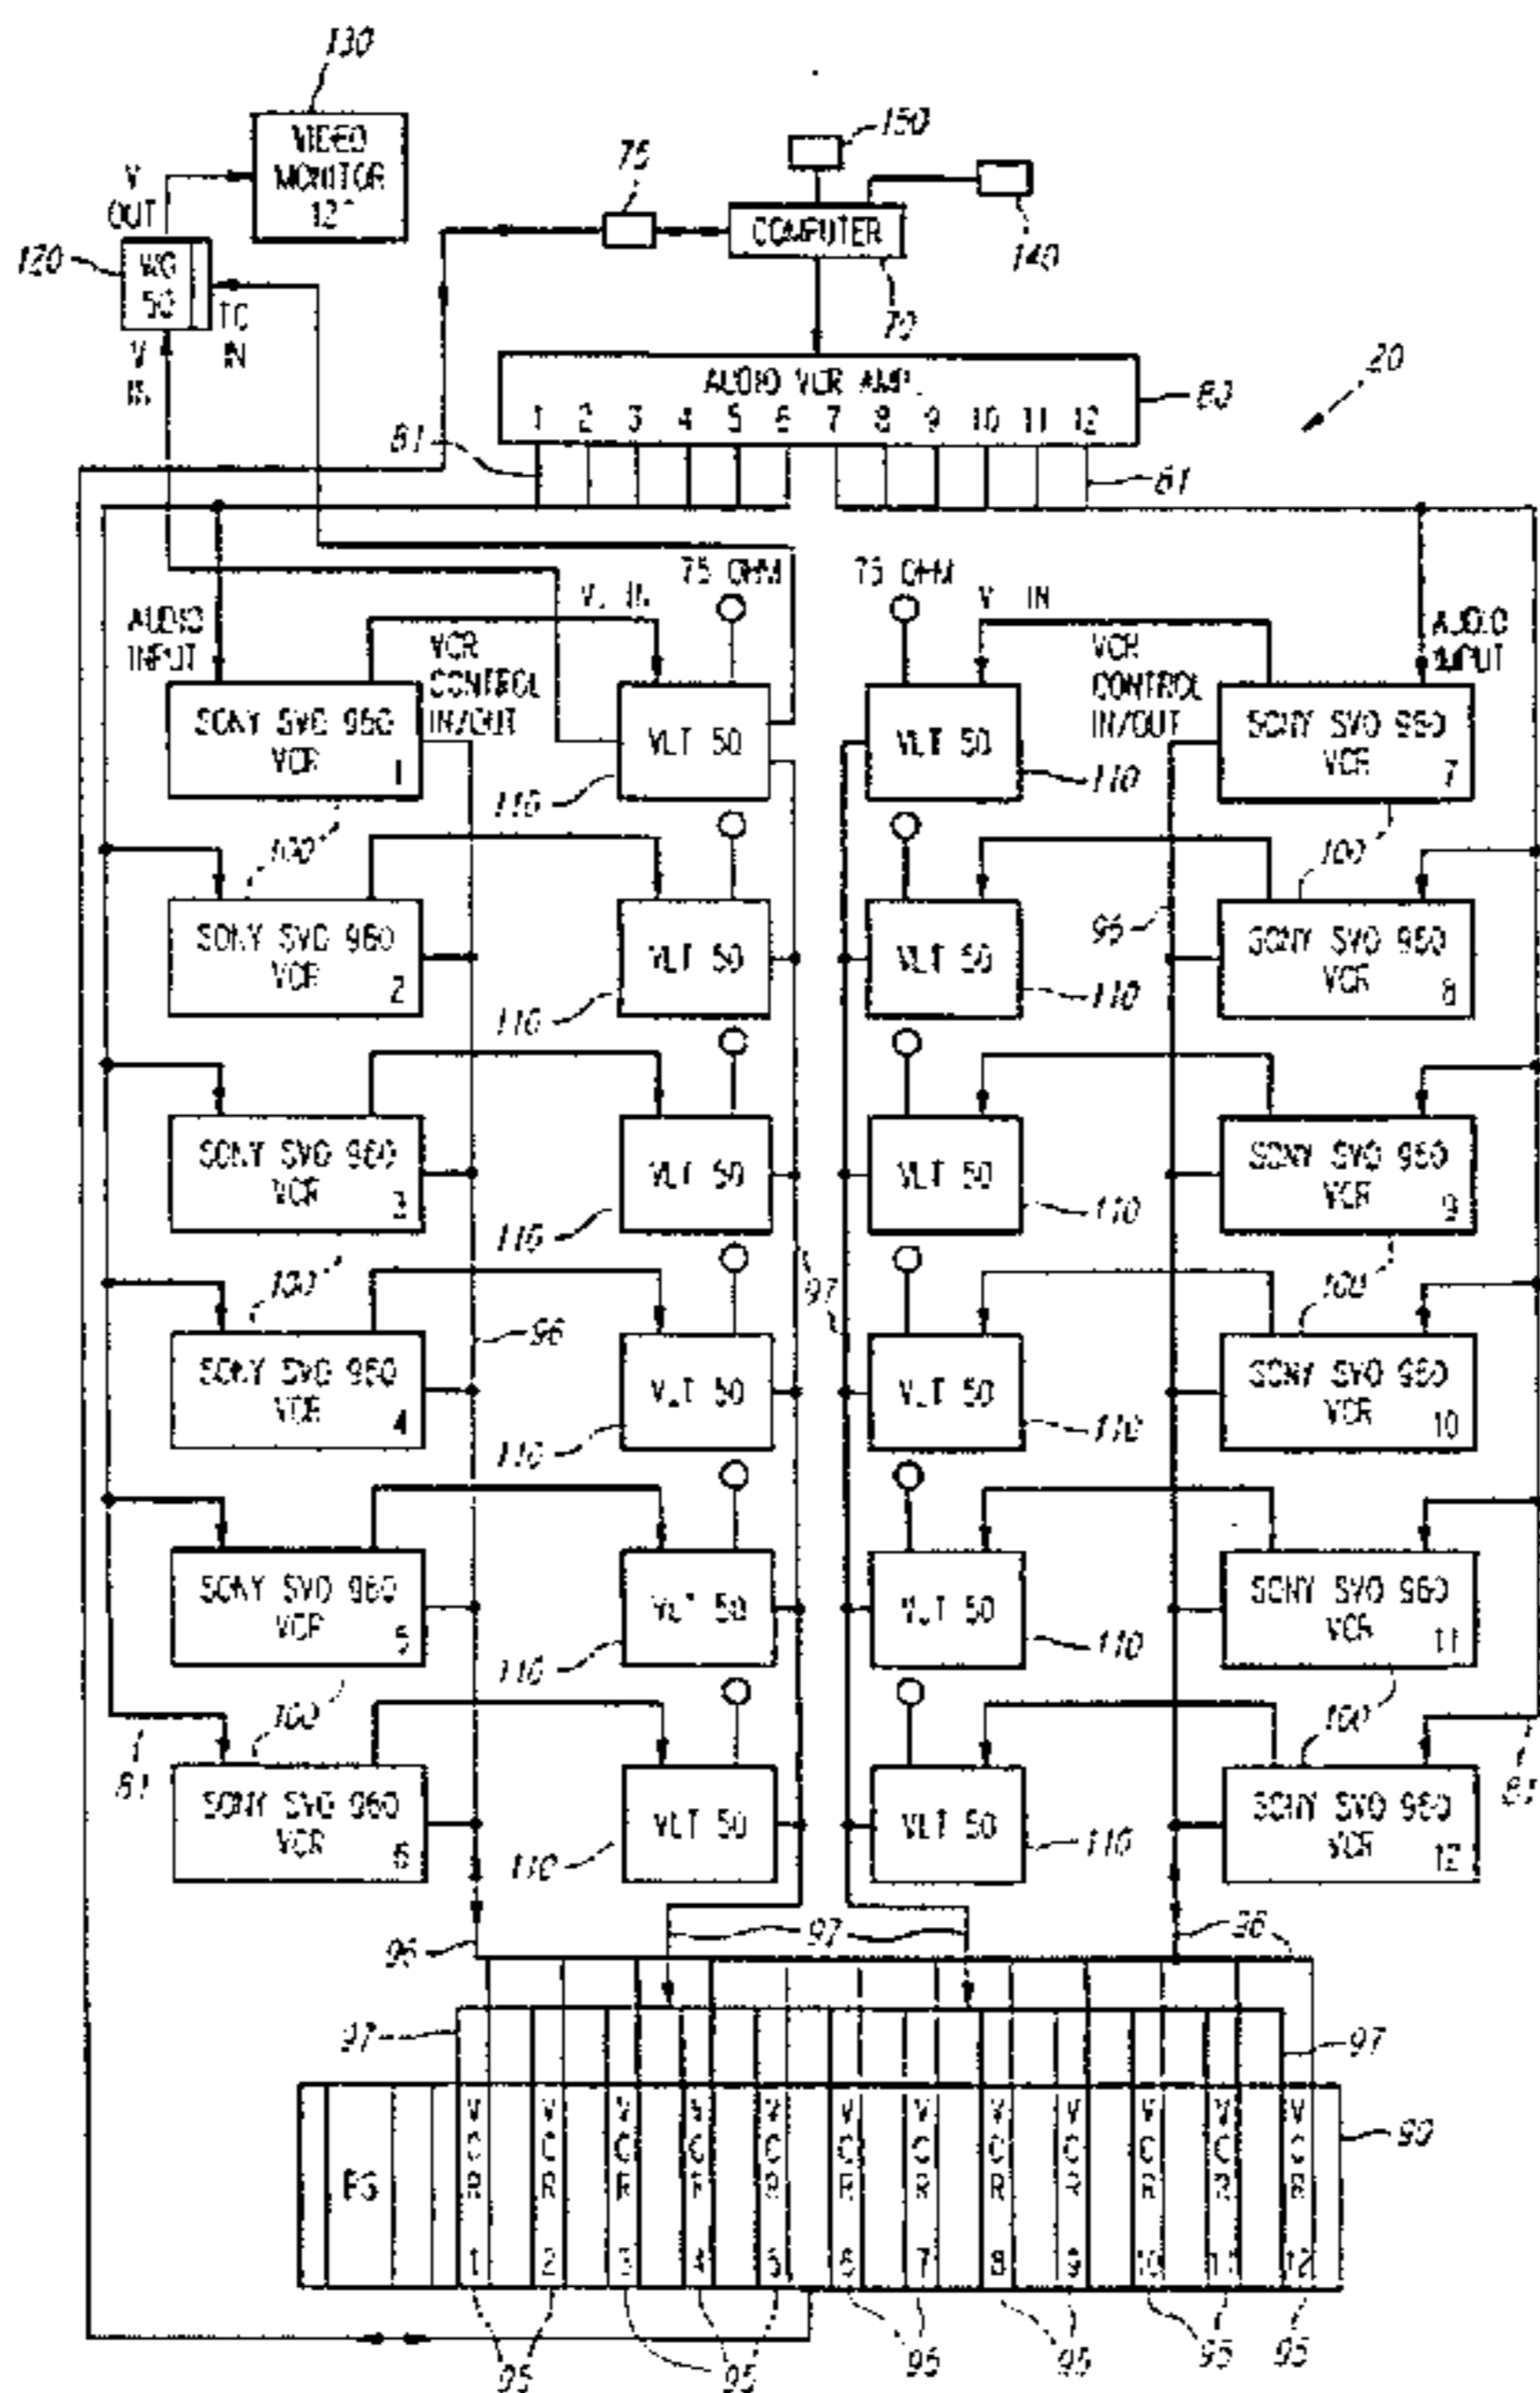 130
VIDEO
MONITOR
12"
150
75
V
OUT
COMPUTER
140
120
TC
IN
V
IN
70
20
AUDIO VCR AMP.
80
1 2 3 4 5 6 7 8 9 10 11 12
81
81
75 OHM
75 OHM
V. IN
V. IN
AUDIO
INPUT
VCR
CONTROL
IN/OUT
VCR
CONTROL
IN/OUT
AUDIO
INPUT
SONY SVO 960
VCR
1
VLT 50
VLT 50
SONY SVO 960
VCR
7
110
110
100
100
SONY SVO 960
VCR
2
VLT 50
VLT 50
96
SONY SVO 960
VCR
8
110
110
SONY SVO 960
VCR
3
VLT 50
VLT 50
SONY SVO 960
VCR
9
110
110
100
97
100
96
SONY SVO 960
VCR
4
VLT 50
VLT 50
SONY SVO 960
VCR
10
110
110
SONY SVO 960
VCR
5
VLT 50
VLT 50
SONY SVO 960
VCR
11
110
110
100
100
81
81
SONY SVO 960
VCR
6
VLT 50
VLT 50
SONY SVO 960
VCR
12
110
110
96
97
96
97
97
VCR 1
VCR 2
VCR 3
VCR 4
VCR 5
VCR 6
VCR 7
VCR 8
VCR 9
VCR 10
VCR 11
VCR 12
90
95
95
95
95
95
95
95